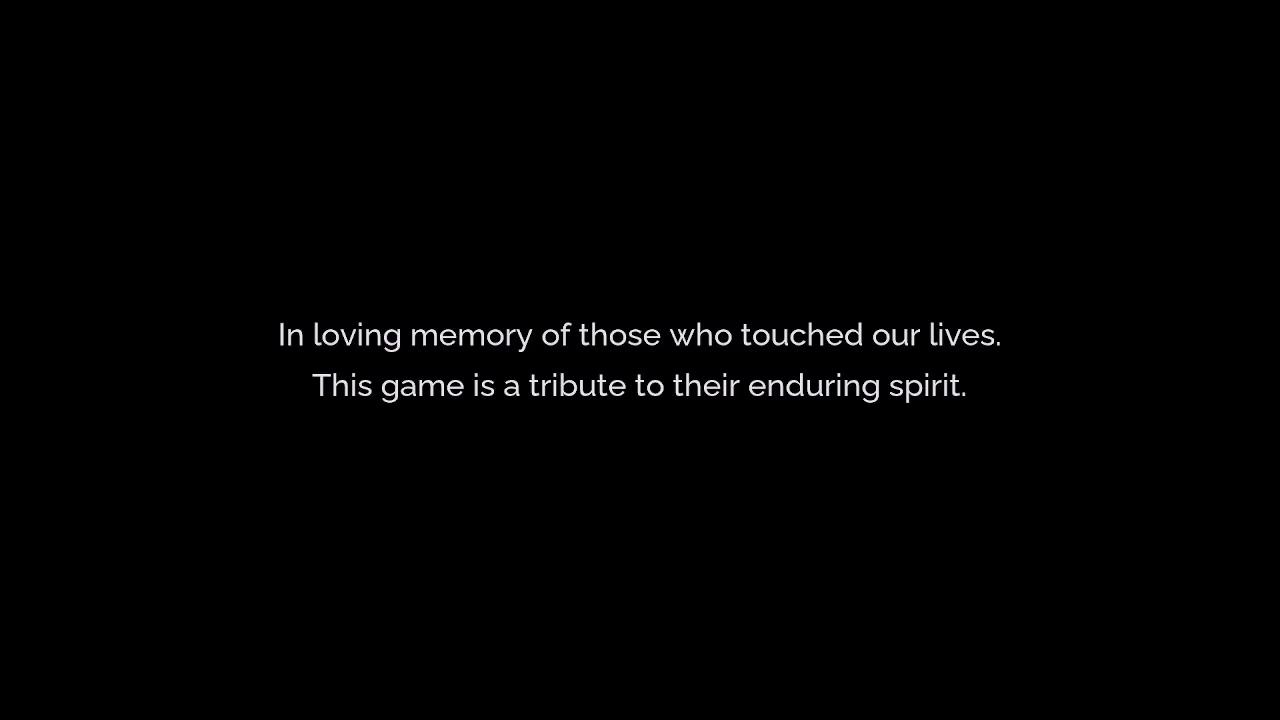 In loving memory of those who touched our lives.
This game is a tribute to their enduring spirit.